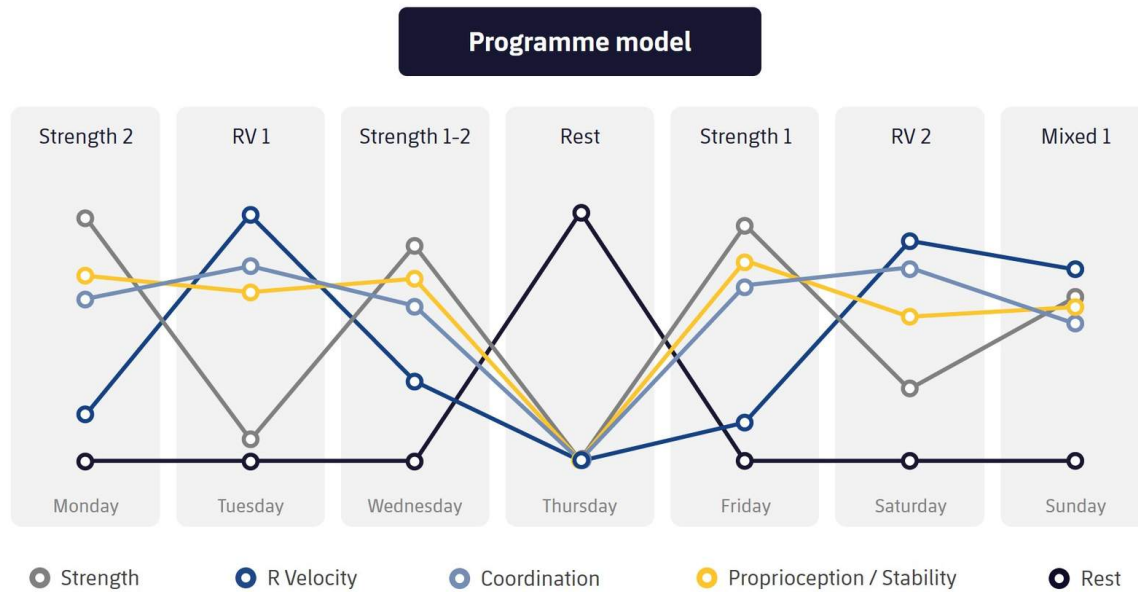 Programme model
Strength 2
RV 1
Strength 1-2
Rest
Strength 1
RV 2
Mixed 1
Monday
Tuesday
Wednesday
Thursday
Friday
Saturday
Sunday
Strength
R Velocity
Coordination
Proprioception / Stability
Rest